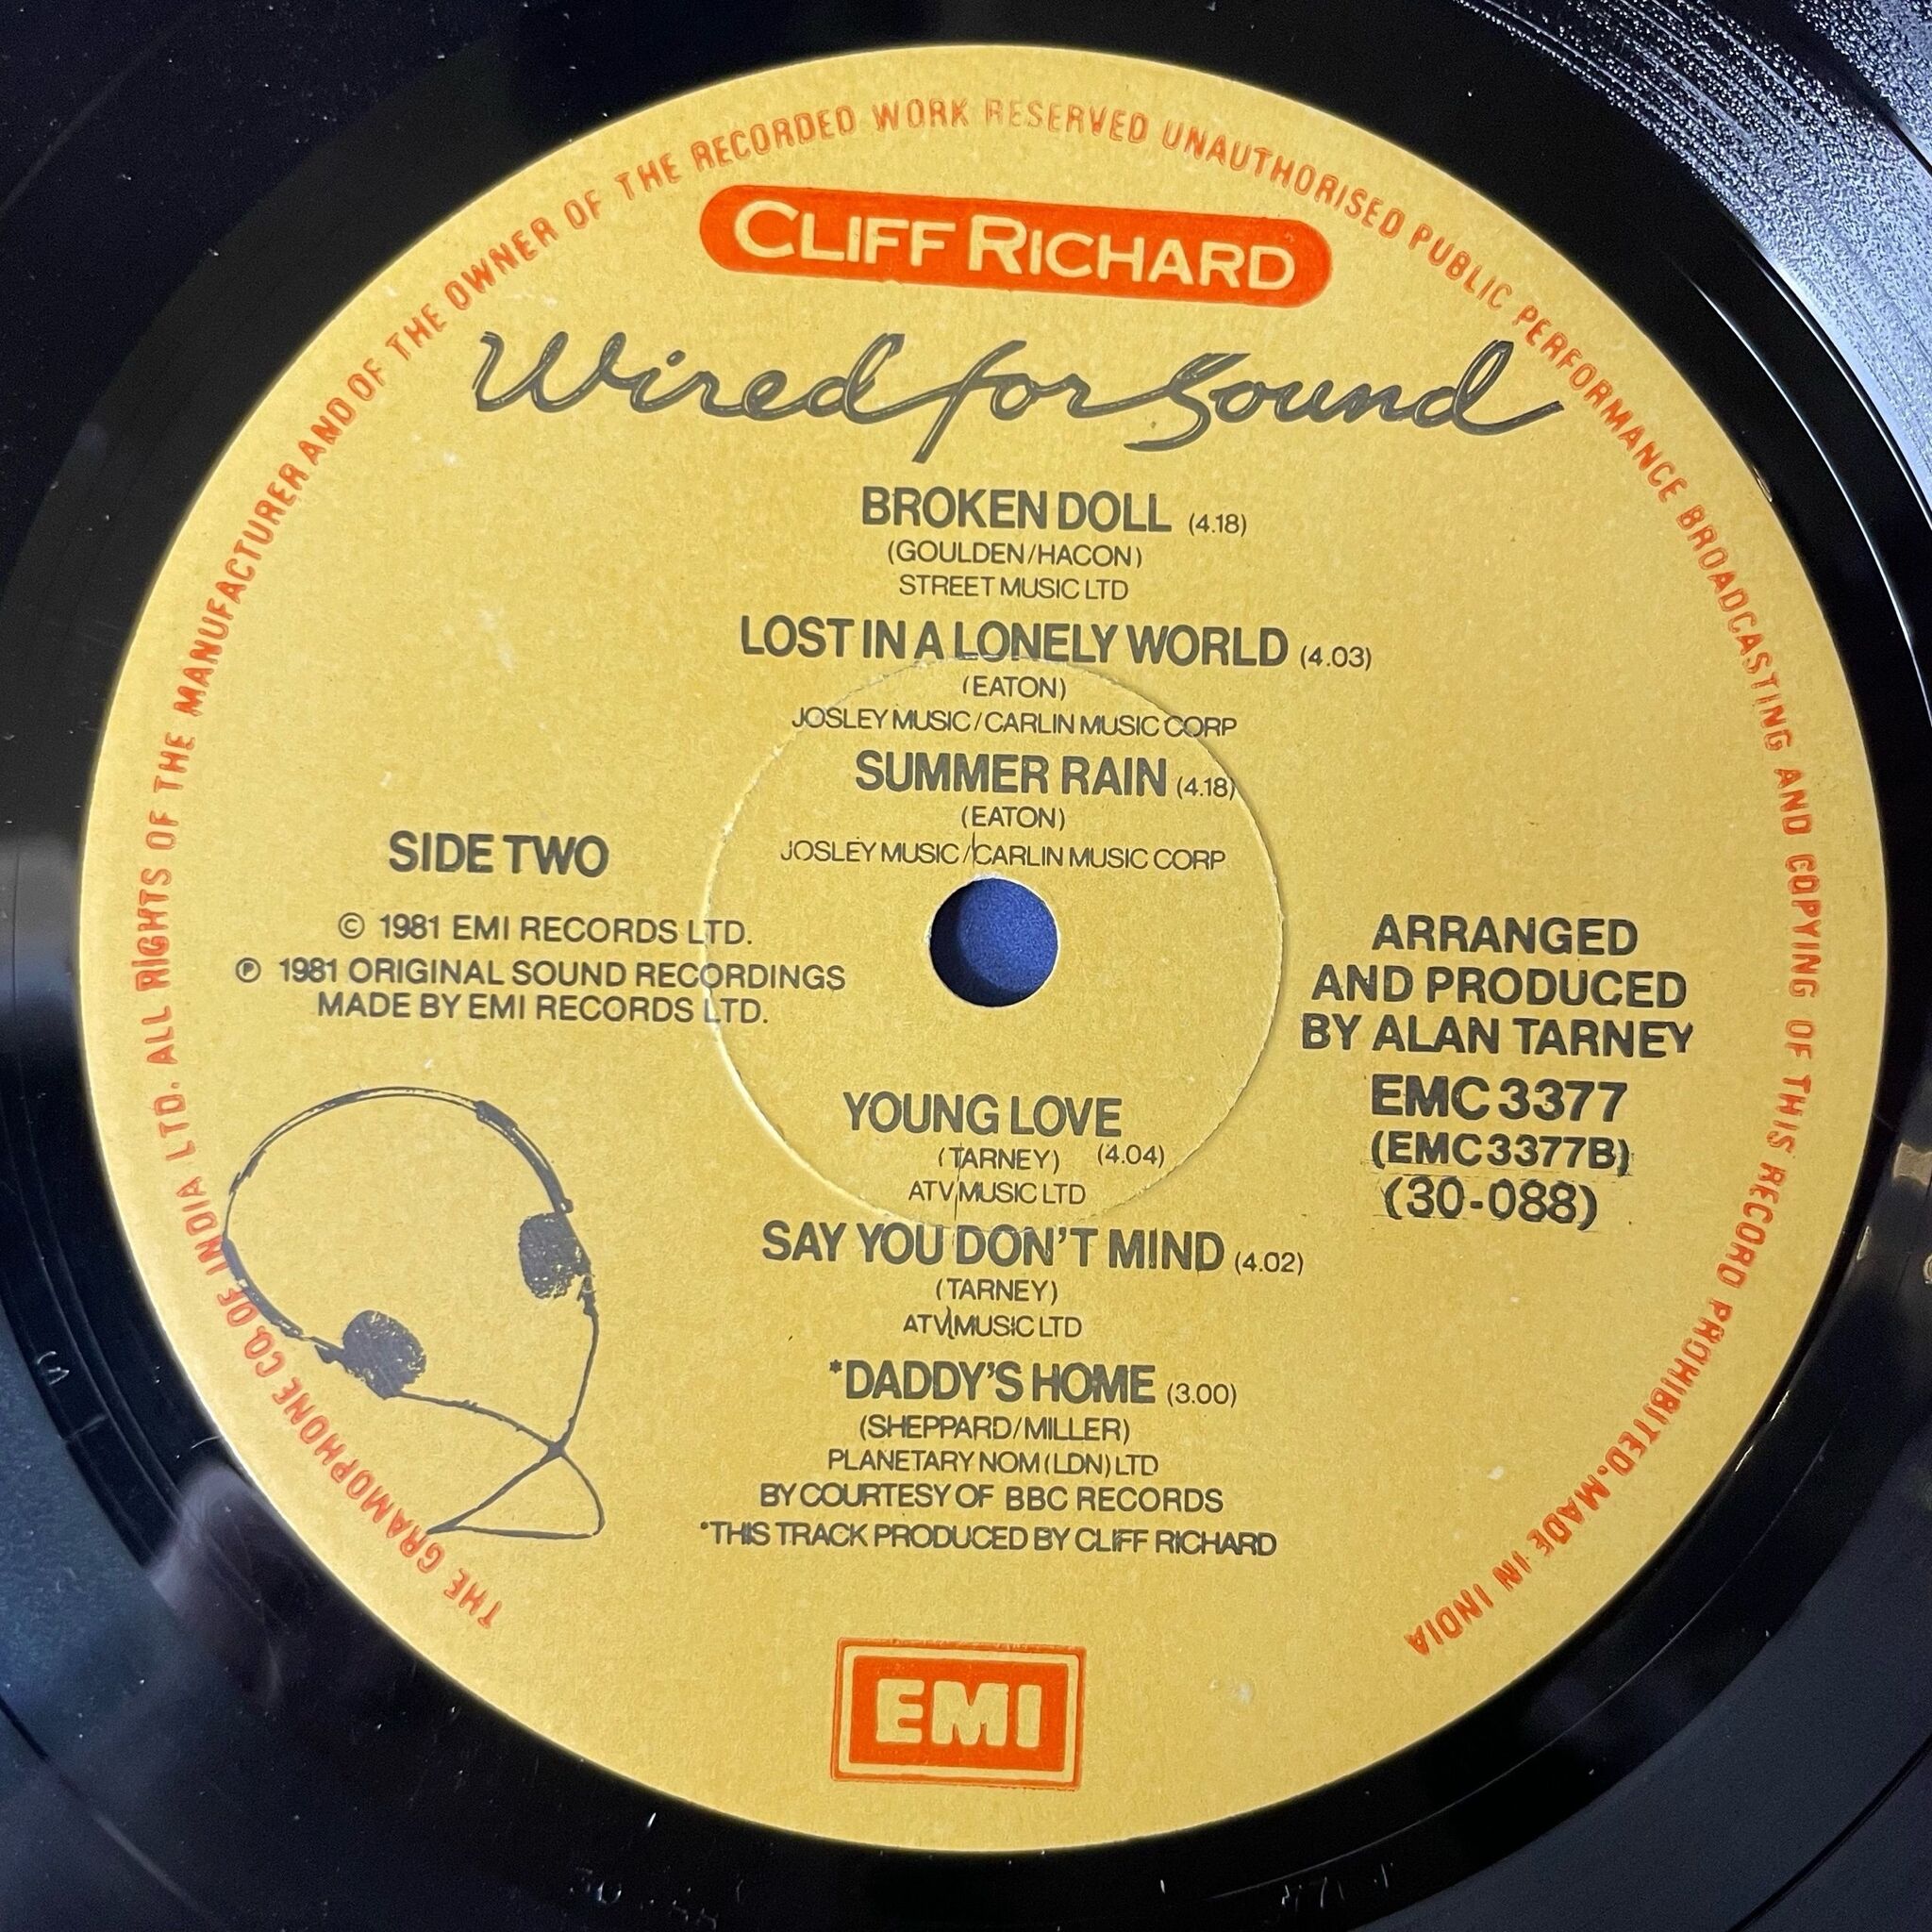 THE GRAMOPHONE CO. OF INDIA LTD. ALL RIGHTS OF THE MANUFACTURER AND OF THE OWNER OF THE RECORDED WORK RESERVED UNAUTHORISED PUBLIC PERFORMANCE BROADCASTING AND COPYING OF THIS RECORD PROHIBITED. MADE IN INDIA
CLIFF RICHARD
Wired for Sound
BROKEN DOLL (4.18)
(GOULDEN/HACON)
STREET MUSIC LTD
LOST IN A LONELY WORLD (4.03)
(EATON)
JOSLEY MUSIC/CARLIN MUSIC CORP
SUMMER RAIN (4.18)
(EATON)
JOSLEY MUSIC/CARLIN MUSIC CORP
SIDE TWO
© 1981 EMI RECORDS LTD.
℗ 1981 ORIGINAL SOUND RECORDINGS
MADE BY EMI RECORDS LTD.
ARRANGED
AND PRODUCED
BY ALAN TARNEY
EMC 3377
(EMC 3377B)
(30-088)
YOUNG LOVE
(TARNEY) (4.04)
ATV MUSIC LTD
SAY YOU DON'T MIND (4.02)
(TARNEY)
ATV MUSIC LTD
*DADDY'S HOME (3.00)
(SHEPPARD/MILLER)
PLANETARY NOM (LDN) LTD
BY COURTESY OF BBC RECORDS
*THIS TRACK PRODUCED BY CLIFF RICHARD
EMI